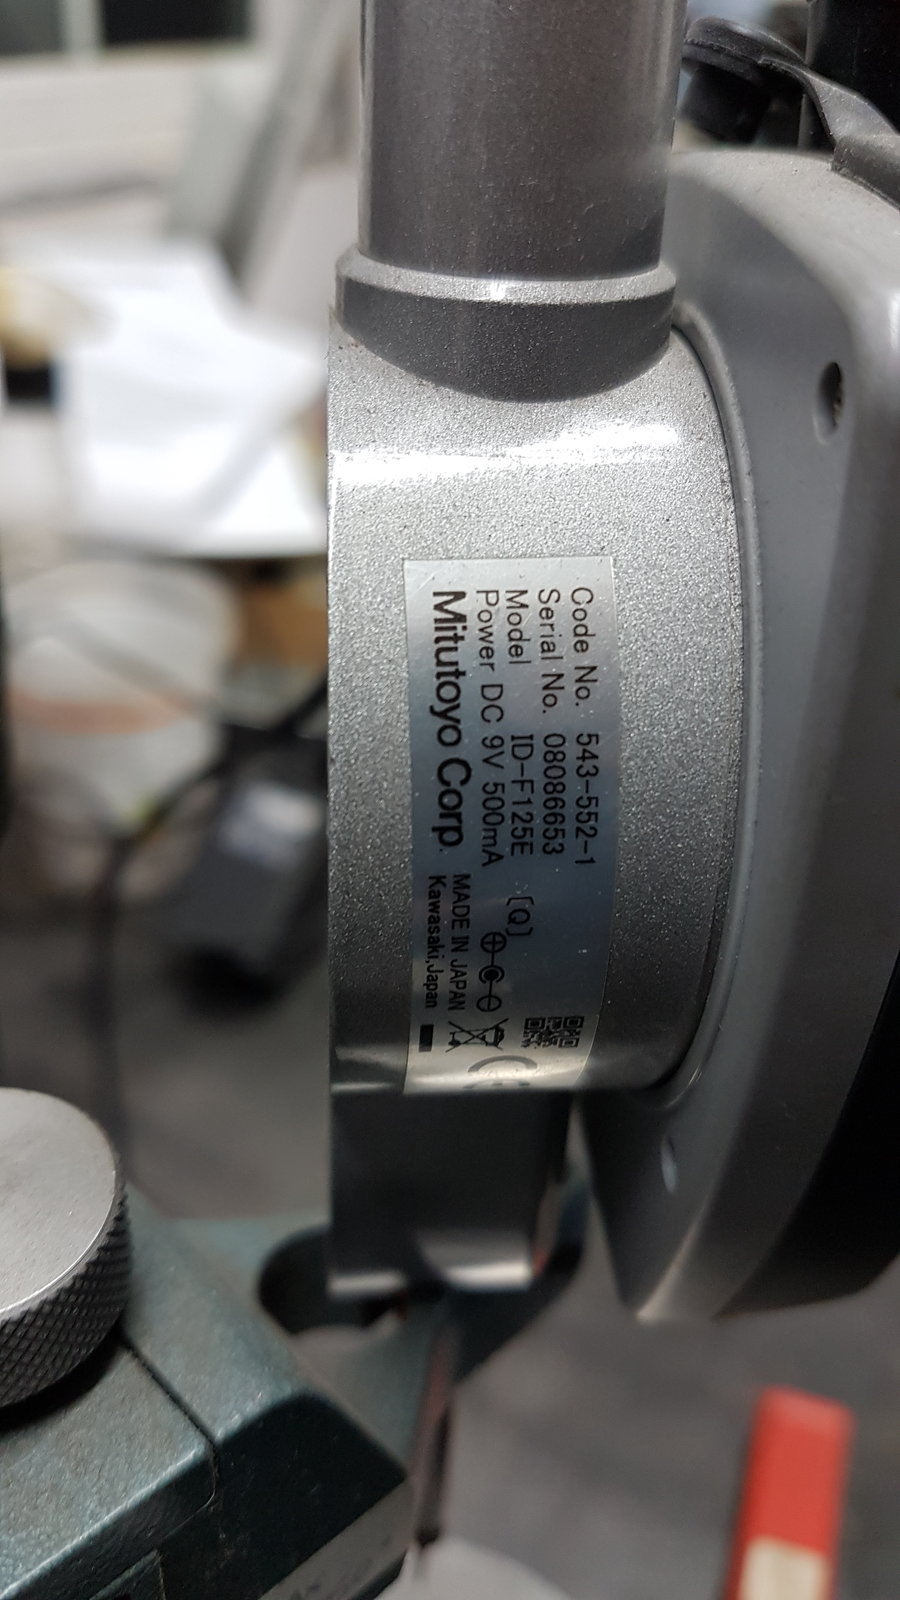 Code No. 543-552-1
Serial No. 08086653
Model ID-F125E [Q]
Power DC 9V 500mA
Mitutoyo Corp. MADE IN JAPAN
Kawasaki,Japan
CE